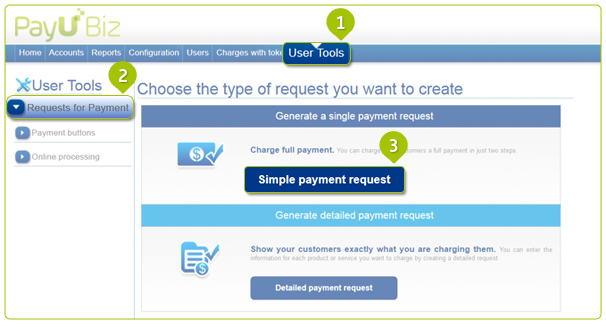 PayU Biz
1
Home Accounts Reports Configuration Users Charges with User Tools
User Tools
2
Requests for Payment
Payment buttons
Online processing
Choose the type of request you want to create
Generate a single payment request
Charge full payment. You can charge customers a full payment in just two steps.
3
Simple payment request
Generate detailed payment request
Show your customers exactly what you are charging them. You can enter the
information for each product or service you want to charge by creating a detailed request
Detailed payment request